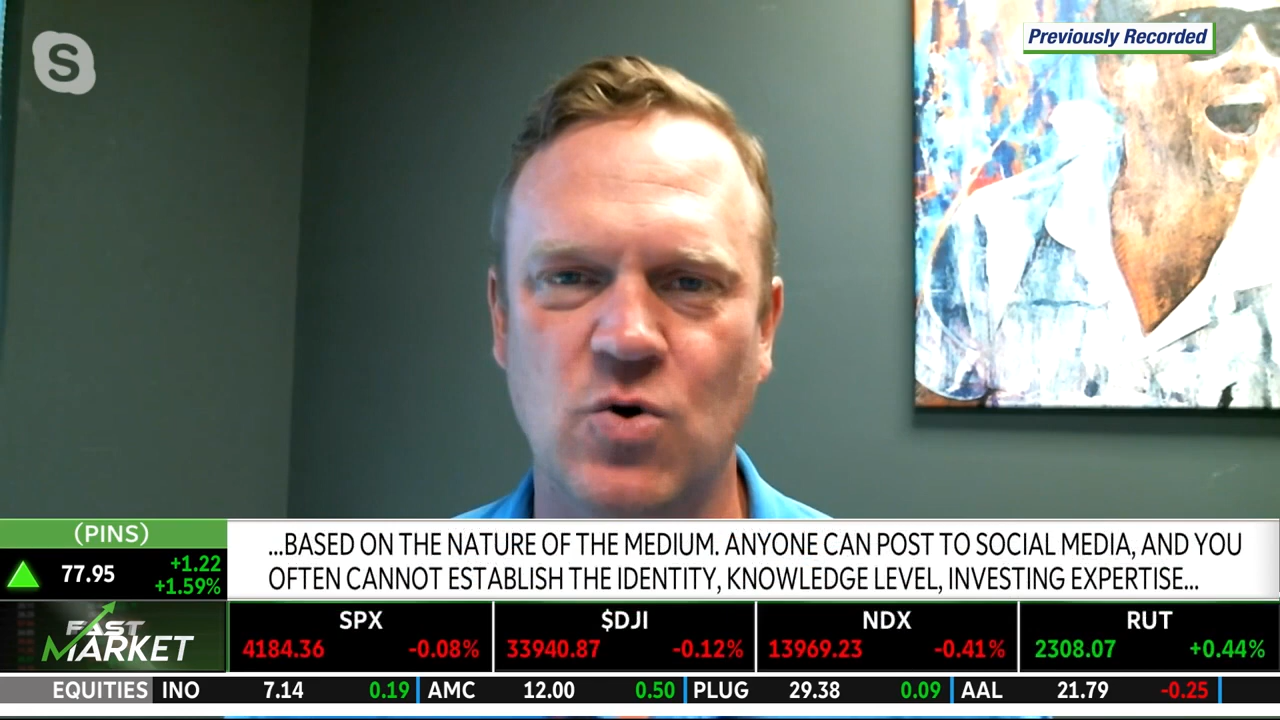 S
Previously Recorded
(PINS)
77.95
+1.22
+1.59%
...BASED ON THE NATURE OF THE MEDIUM. ANYONE CAN POST TO SOCIAL MEDIA, AND YOU
OFTEN CANNOT ESTABLISH THE IDENTITY, KNOWLEDGE LEVEL, INVESTING EXPERTISE...
FAST
MARKET
SPX
4184.36 -0.08%
$DJI
33940.87 -0.12%
NDX
13969.23 -0.41%
RUT
2308.07 +0.44%
EQUITIES INO 7.14 0.19 AMC 12.00 0.50 PLUG 29.38 0.09 AAL 21.79 -0.25